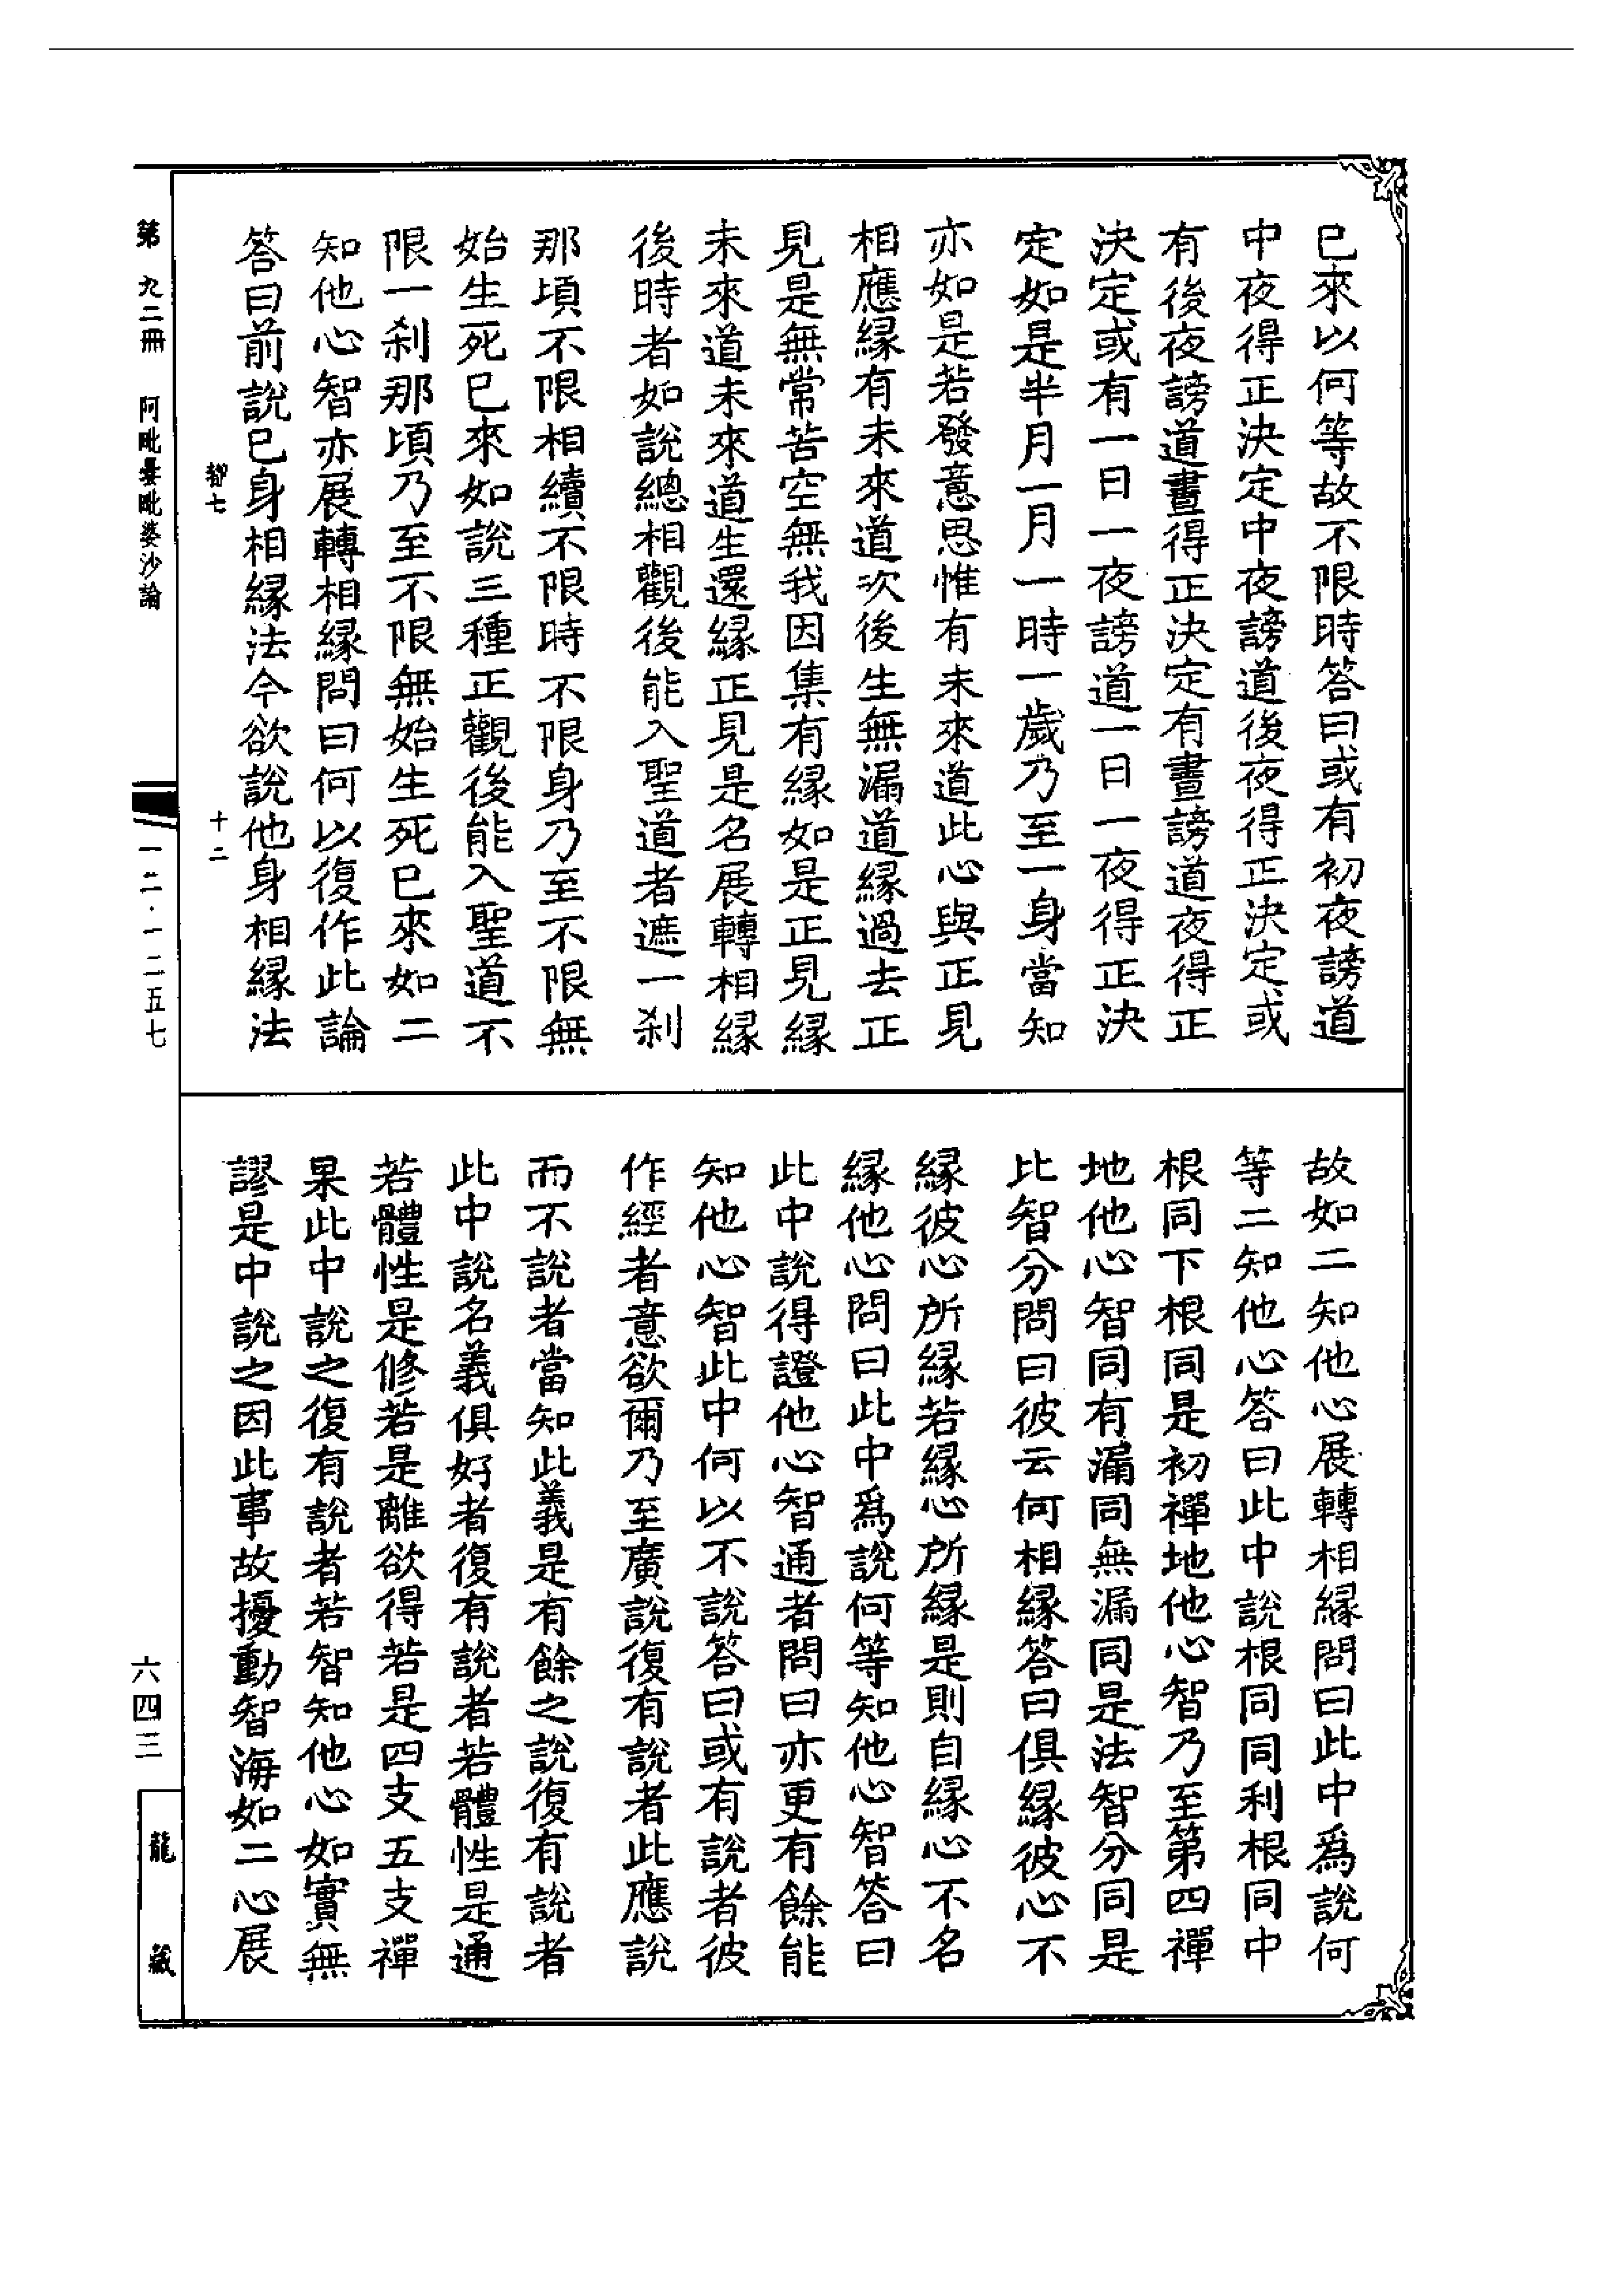 已來以何等故不限時答曰或有初夜謗道
中夜得正決定中夜謗道後夜得正決定或
有後夜謗道晝得正決定有晝謗道夜得正
決定或有一日一夜謗道一日一夜得正決
定如是半月一月一時一歲乃至一身當知
亦如是若發意思惟有未來道此心與正見
相應緣有未來道次後生無漏道緣過去正
見是無常苦空無我因集有緣如是正見緣
未來道未來道生還緣正見是名展轉相緣
後時者如說總相觀後能入聖道者遮一剎
那頃不限相續不限時不限身乃至不限無
始生死已來如說三種正觀後能入聖道不
限一剎那頃乃至不限無始生死已來如二
知他心智亦展轉相緣問曰何以復作此論
答曰前說已身相緣法今欲說他身相緣法
智七
十二
故如二知他心展轉相緣問曰此中為說何
等二知他心答曰此中說根同同利根同中
根同下根同是初禪地他心智乃至第四禪
地他心智同有漏同無漏同是法智分同是
比智分問曰彼云何相緣答曰俱緣彼心不
緣彼心所緣若緣心所緣是則自緣心不名
緣他心問曰此中爲說何等知他心智答曰
此中說得證他心智通者問曰亦更有餘能
知他心智此中何以不說答曰或有說者彼
作經者意欲爾乃至廣說復有說者此應說
而不說者當知此義是有餘之說復有說者
此中說名義俱好者復有說者若體性是通
若體性是修若是離欲得若是四支五支禪
果此中說之復有說者若智知他心如實無
謬是中說之因此事故擾動智海如二心展
第九二冊 阿毗曇毗婆沙論
一二·一二五七
六四三
龍藏